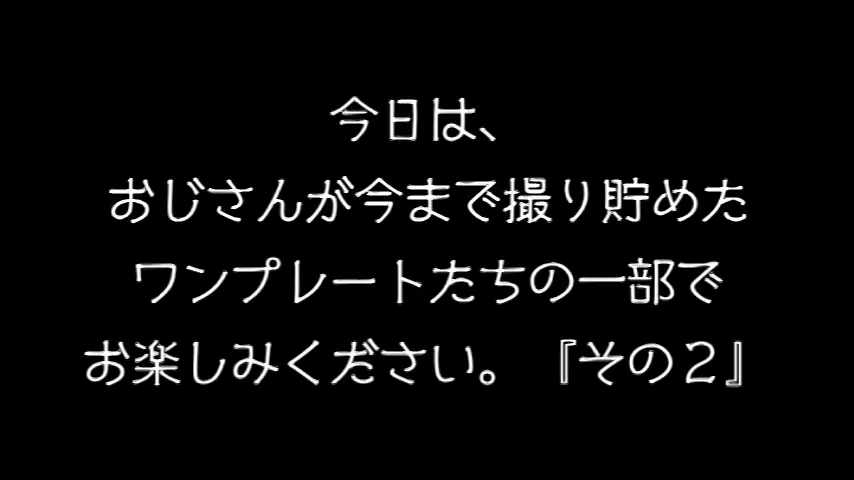 今日は、
おじさんが今まで撮り貯めた
ワンプレートたちの一部で
お楽しみください。『その２』